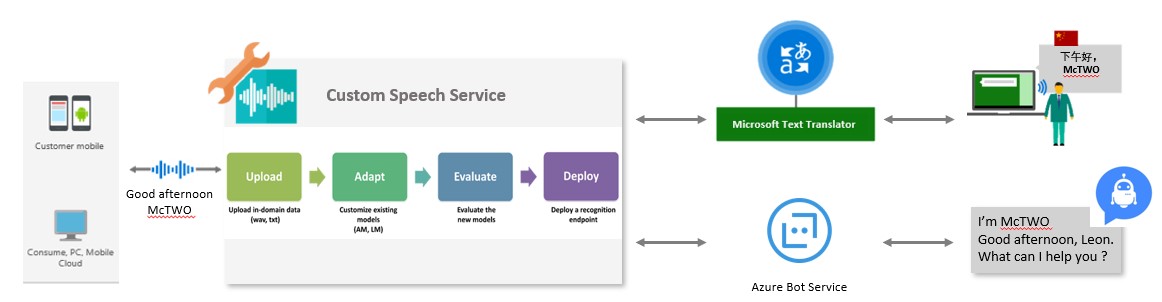 Customer mobile
Consume, PC, Mobile
Cloud
Good afternoon
McTWO
Custom Speech Service
Upload
Adapt
Evaluate
Deploy
Upload in-domain data
(wav, txt)
Customize existing
models
(AM, LM)
Evaluate the
new models
Deploy a recognition
endpoint
あ
a
Microsoft Text Translator
下午好，
McTWO
Azure Bot Service
I'm McTWO
Good afternoon, Leon.
What can I help you ?